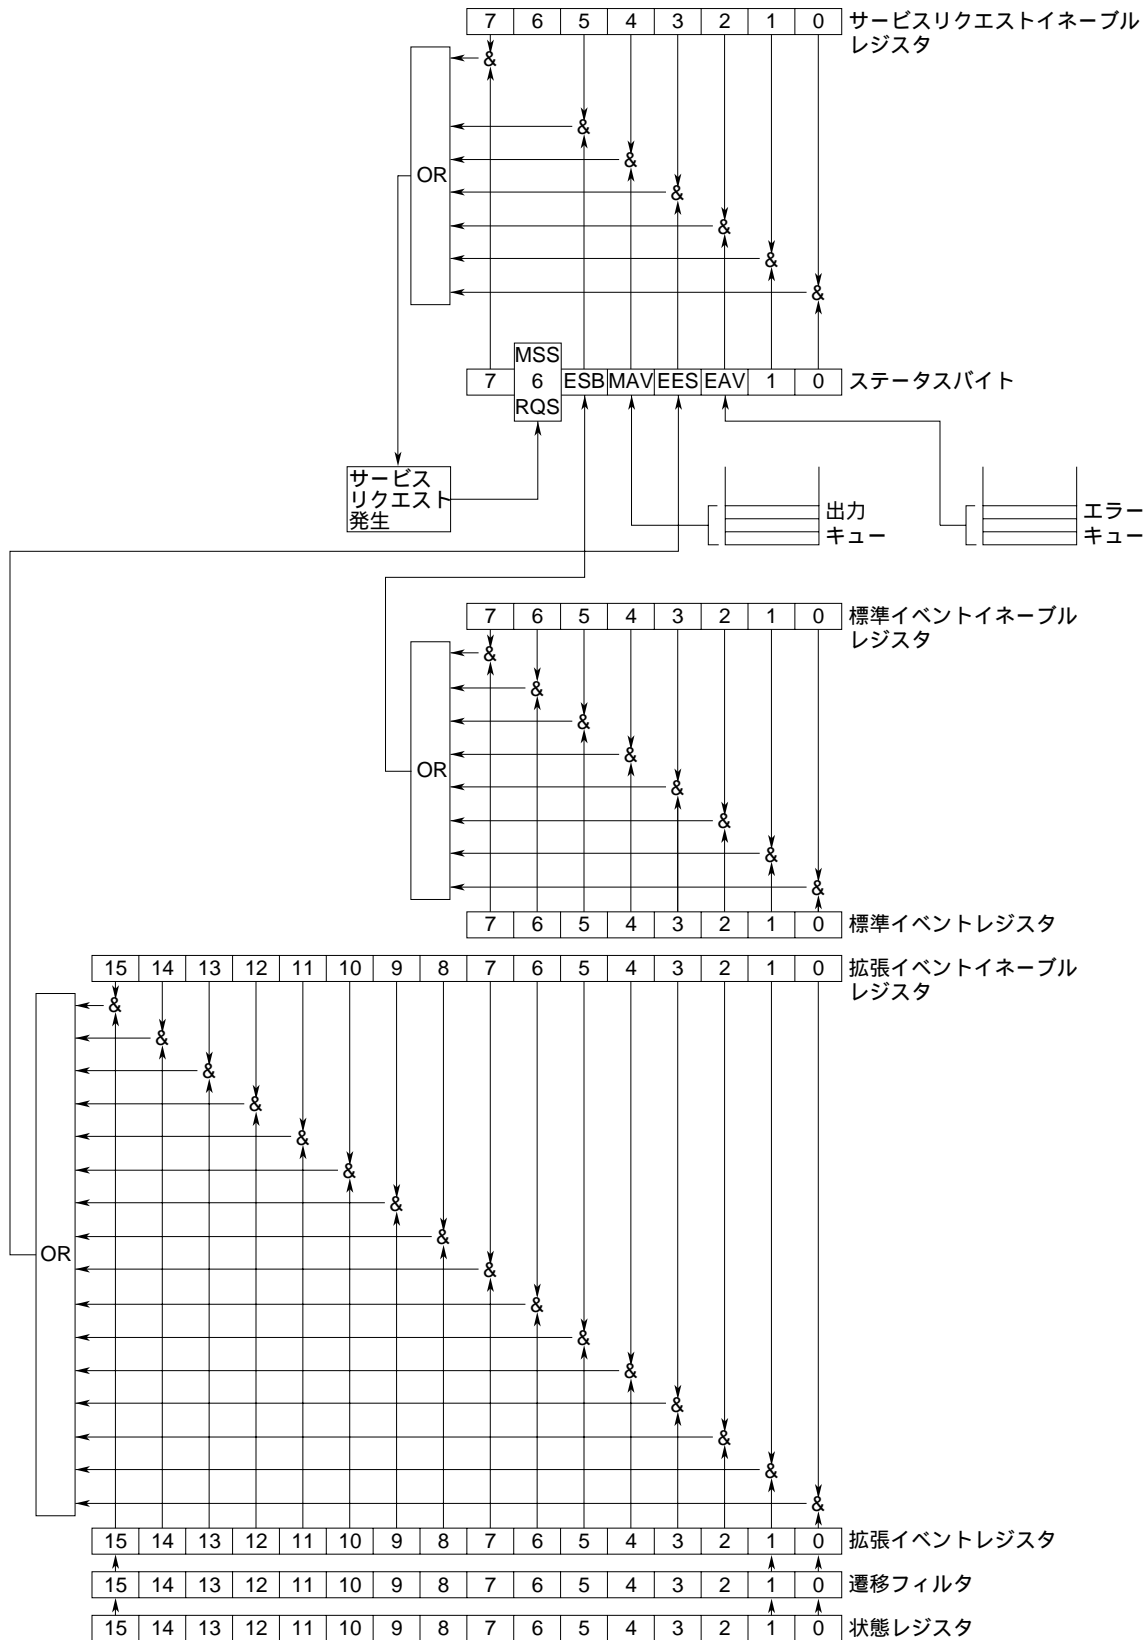 7 6 5 4 3 2 1 0 サービスリクエストイネーブル
レジスタ
&
&
&
OR
&
&
&
&
MSS
7 6 ESB MAV EES EAV 1 0 ステータスバイト
RQS
サービス
リクエスト
発生
出力
キュー
エラー
キュー
7 6 5 4 3 2 1 0 標準イベントイネーブル
レジスタ
&
&
&
&
OR
&
&
&
&
7 6 5 4 3 2 1 0 標準イベントレジスタ
15 14 13 12 11 10 9 8 7 6 5 4 3 2 1 0 拡張イベントイネーブル
レジスタ
&
&
&
&
&
&
&
&
OR
&
&
&
&
&
&
&
&
15 14 13 12 11 10 9 8 7 6 5 4 3 2 1 0 拡張イベントレジスタ
15 14 13 12 11 10 9 8 7 6 5 4 3 2 1 0 遷移フィルタ
15 14 13 12 11 10 9 8 7 6 5 4 3 2 1 0 状態レジスタ